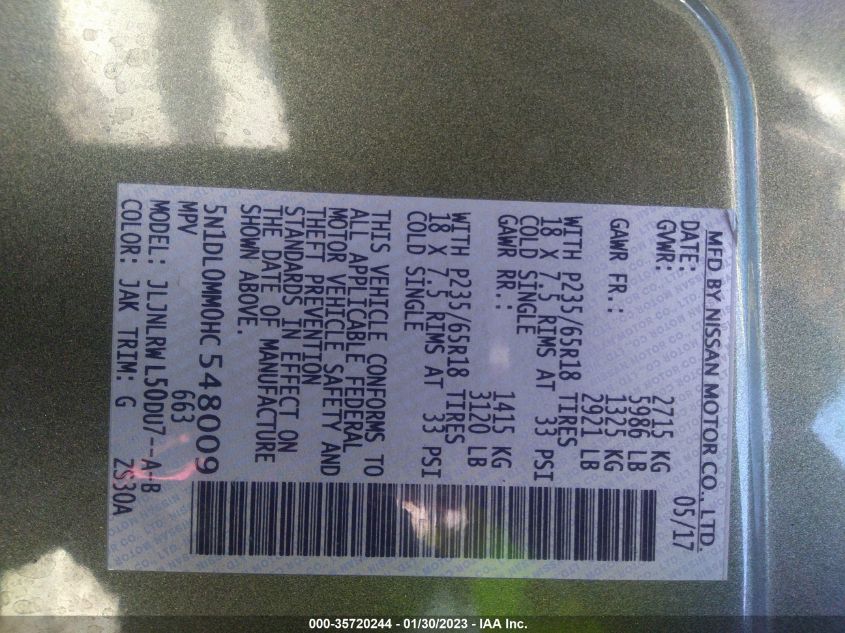 MFD BY NISSAN MOTOR CO., LTD.
DATE: 05/17
GVWR: 2715 KG
5986 LB
GAWR FR.: 1325 KG
2921 LB
WITH P235/65R18 TIRES
18 X 7.5 RIMS AT 33 PSI
COLD SINGLE
GAWR RR.: 1415 KG
3120 LB
WITH P235/65R18 TIRES
18 X 7.5 RIMS AT 33 PSI
COLD SINGLE
THIS VEHICLE CONFORMS TO
ALL APPLICABLE FEDERAL
MOTOR VEHICLE SAFETY AND
THEFT PREVENTION
STANDARDS IN EFFECT ON
THE DATE OF MANUFACTURE
SHOWN ABOVE.
5N1DL0MM0HC548009
MPV 663
MODEL: JLJNLRWL50DU7--A-B
COLOR: JAK TRIM: G ZS30A
000-35720244 - 01/30/2023 - IAA Inc.